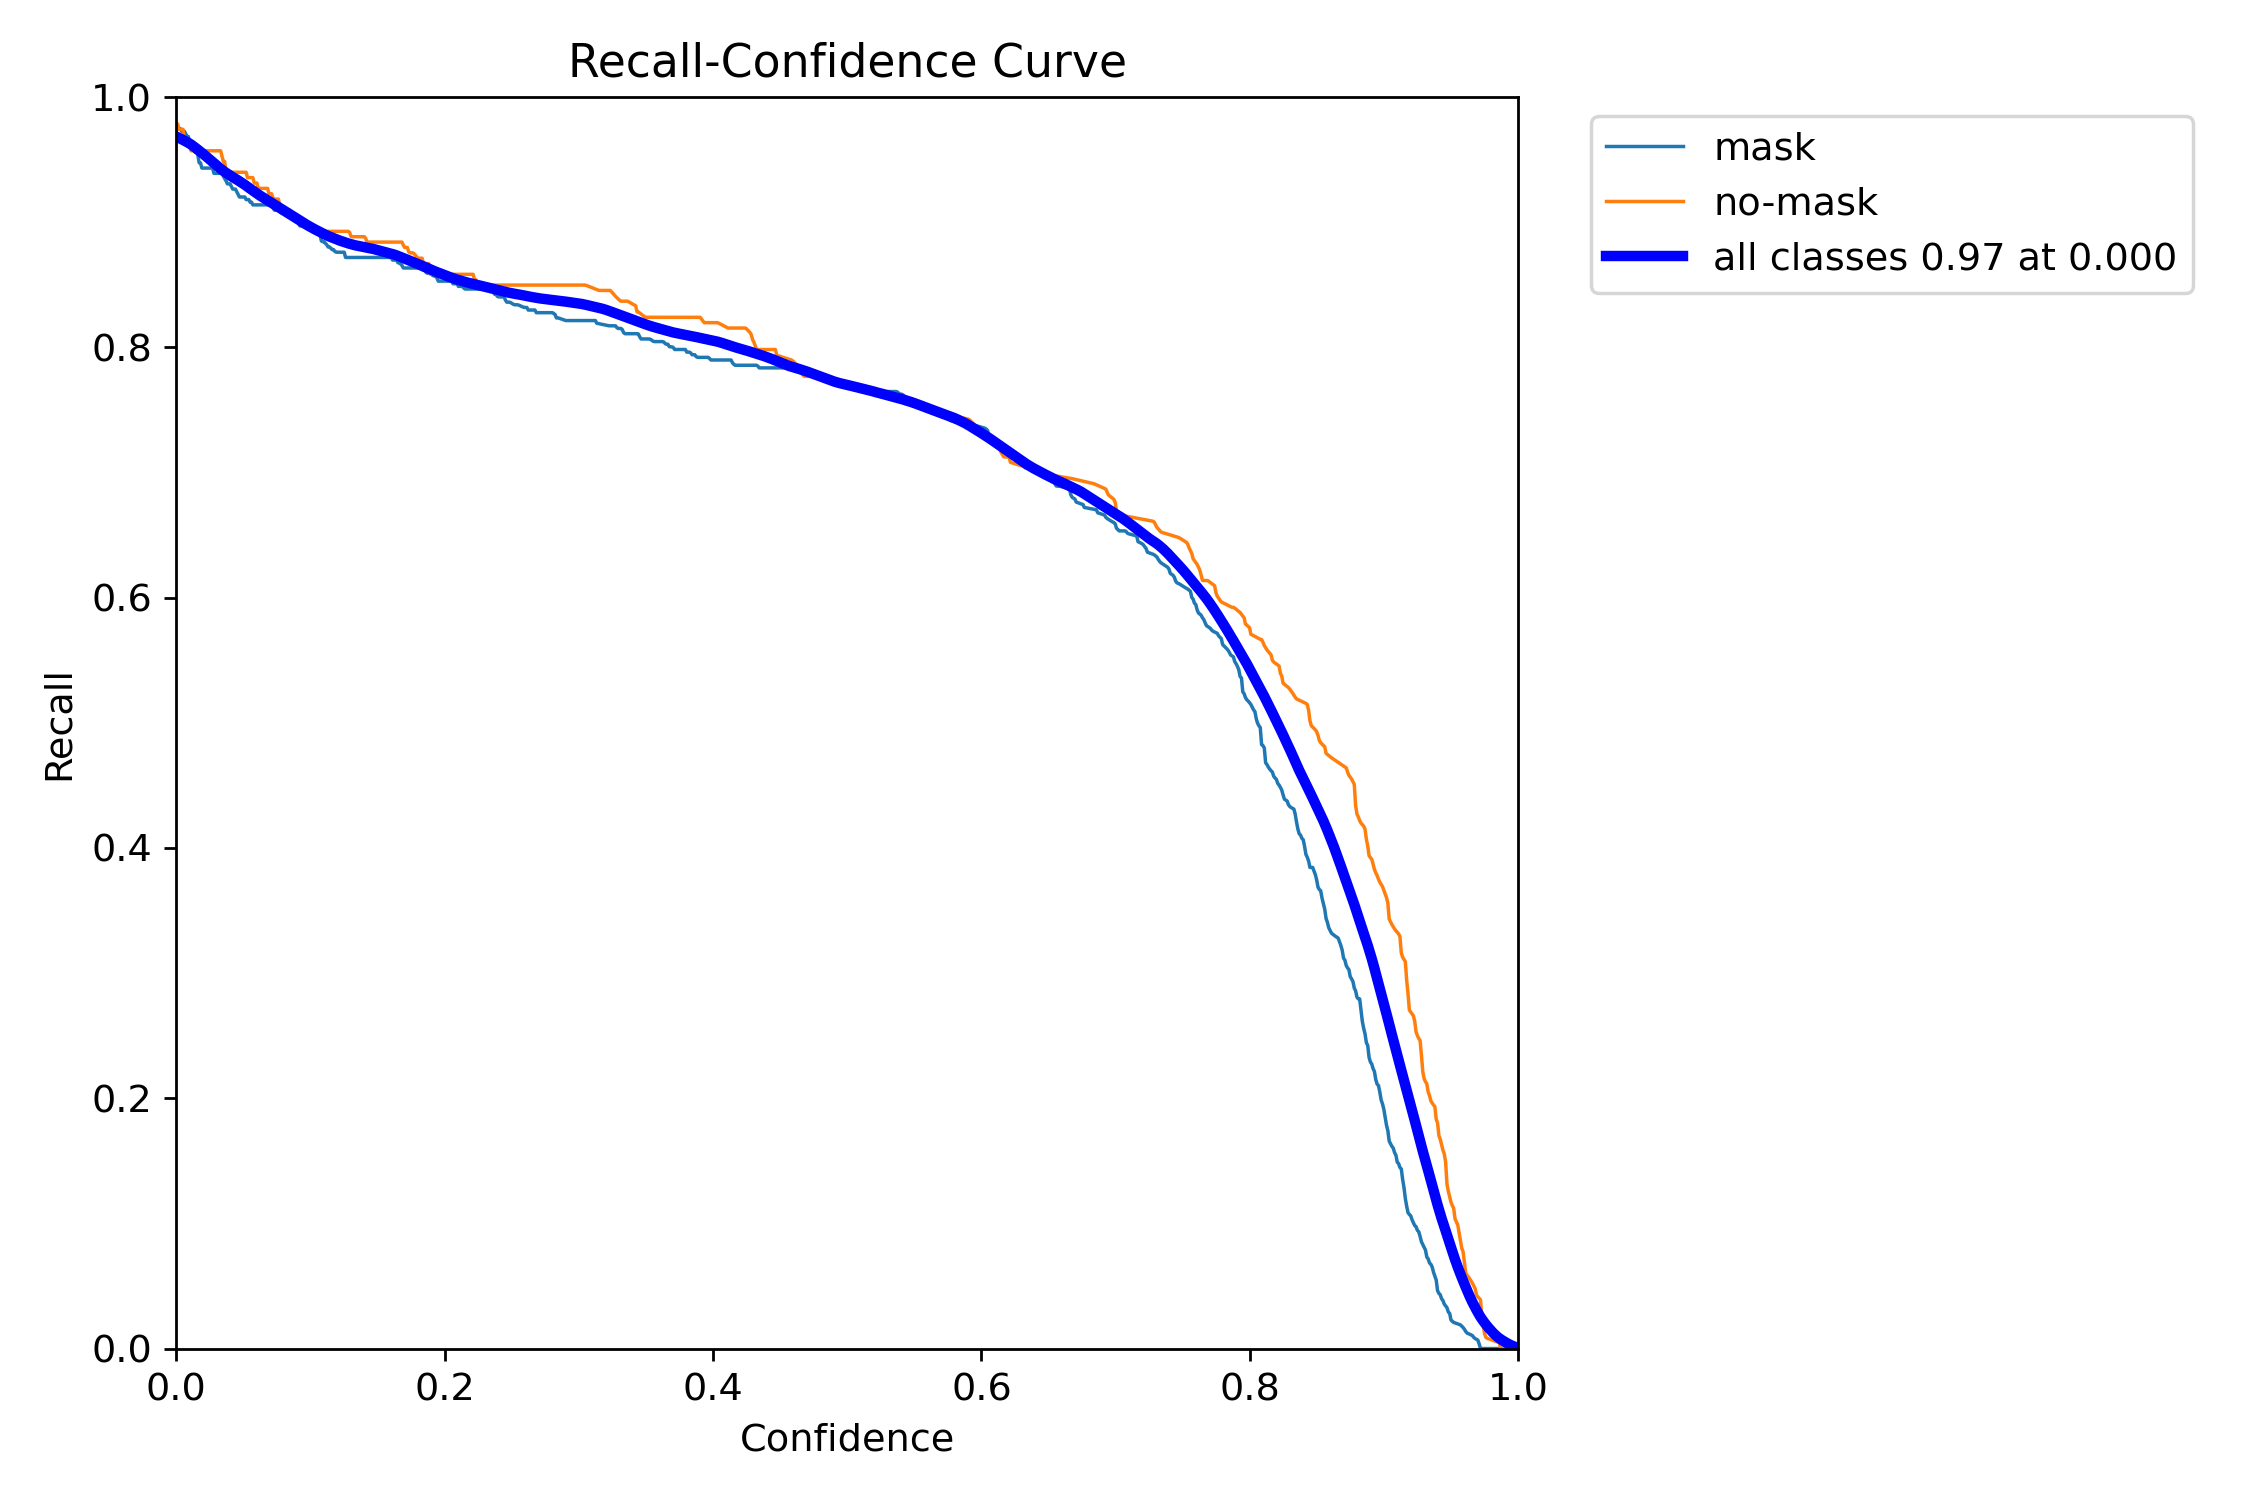 Recall-Confidence Curve
mask
no-mask
all classes 0.97 at 0.000
1.0
0.8
0.6
0.4
0.2
0.0
Recall
0.0 0.2 0.4 0.6 0.8 1.0
Confidence